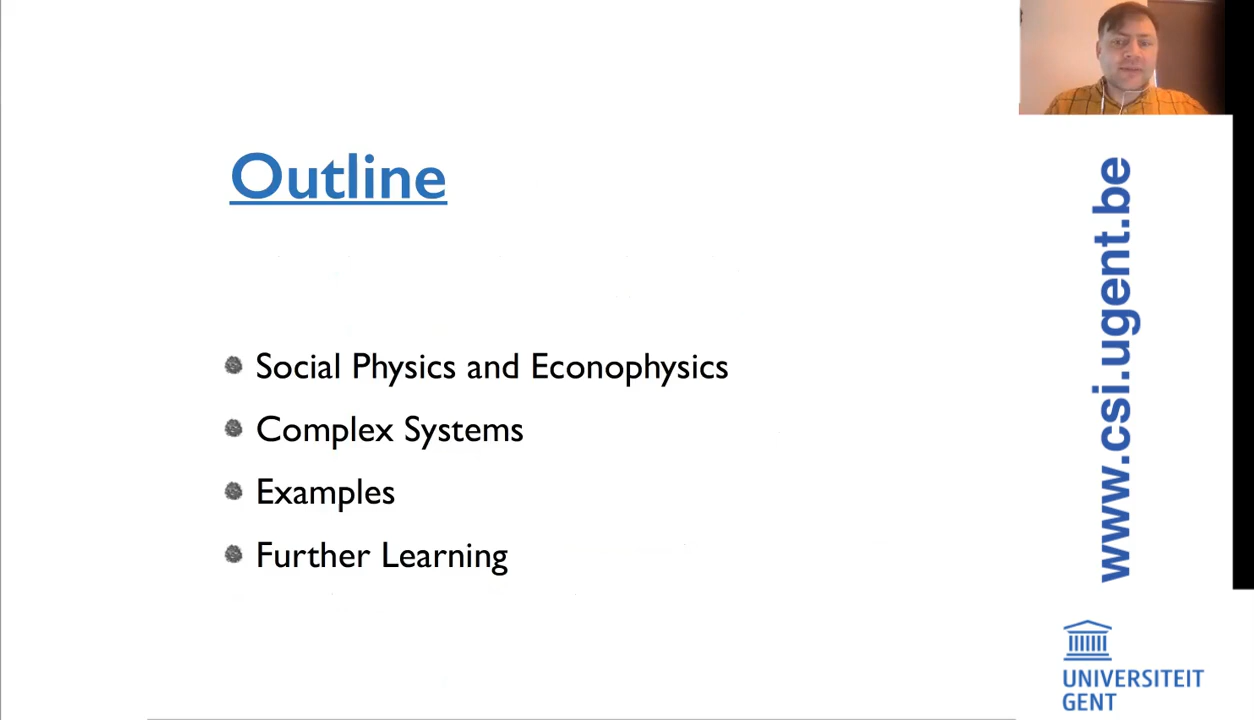 Outline
Social Physics and Econophysics
Complex Systems
Examples
Further Learning
www.csi.ugent.be
UNIVERSITEIT
GENT